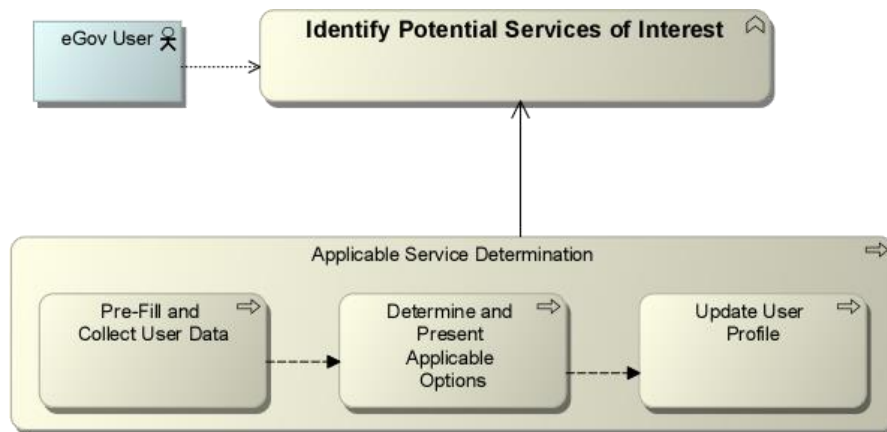 eGov User
Identify Potential Services of Interest
Applicable Service Determination
Pre-Fill and
Collect User Data
Determine and
Present
Applicable
Options
Update User
Profile